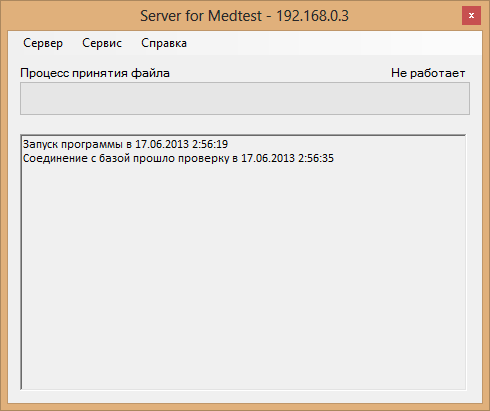 Server for Medtest - 192.168.0.3
x
Сервер Сервис Справка
Процесс принятия файла Не работает
Запуск программы в 17.06.2013 2:56:19
Соединение с базой прошло проверку в 17.06.2013 2:56:35